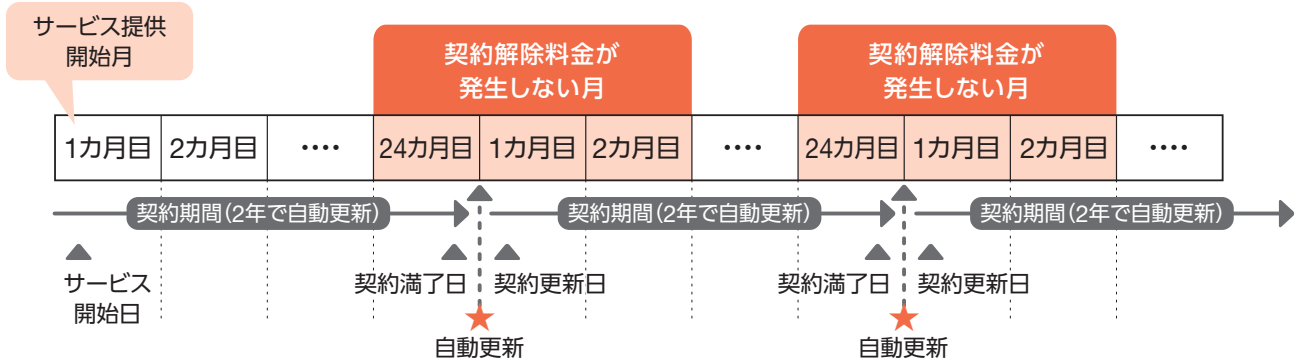 サービス提供
開始月
契約解除料金が
発生しない月
契約解除料金が
発生しない月
1カ月目 2カ月目 ････ 24カ月目 1カ月目 2カ月目 ････ 24カ月目 1カ月目 2カ月目 ････
契約期間(2年で自動更新) 契約期間(2年で自動更新) 契約期間(2年で自動更新)
サービス
開始日
契約満了日 契約更新日 契約満了日 契約更新日
自動更新 自動更新